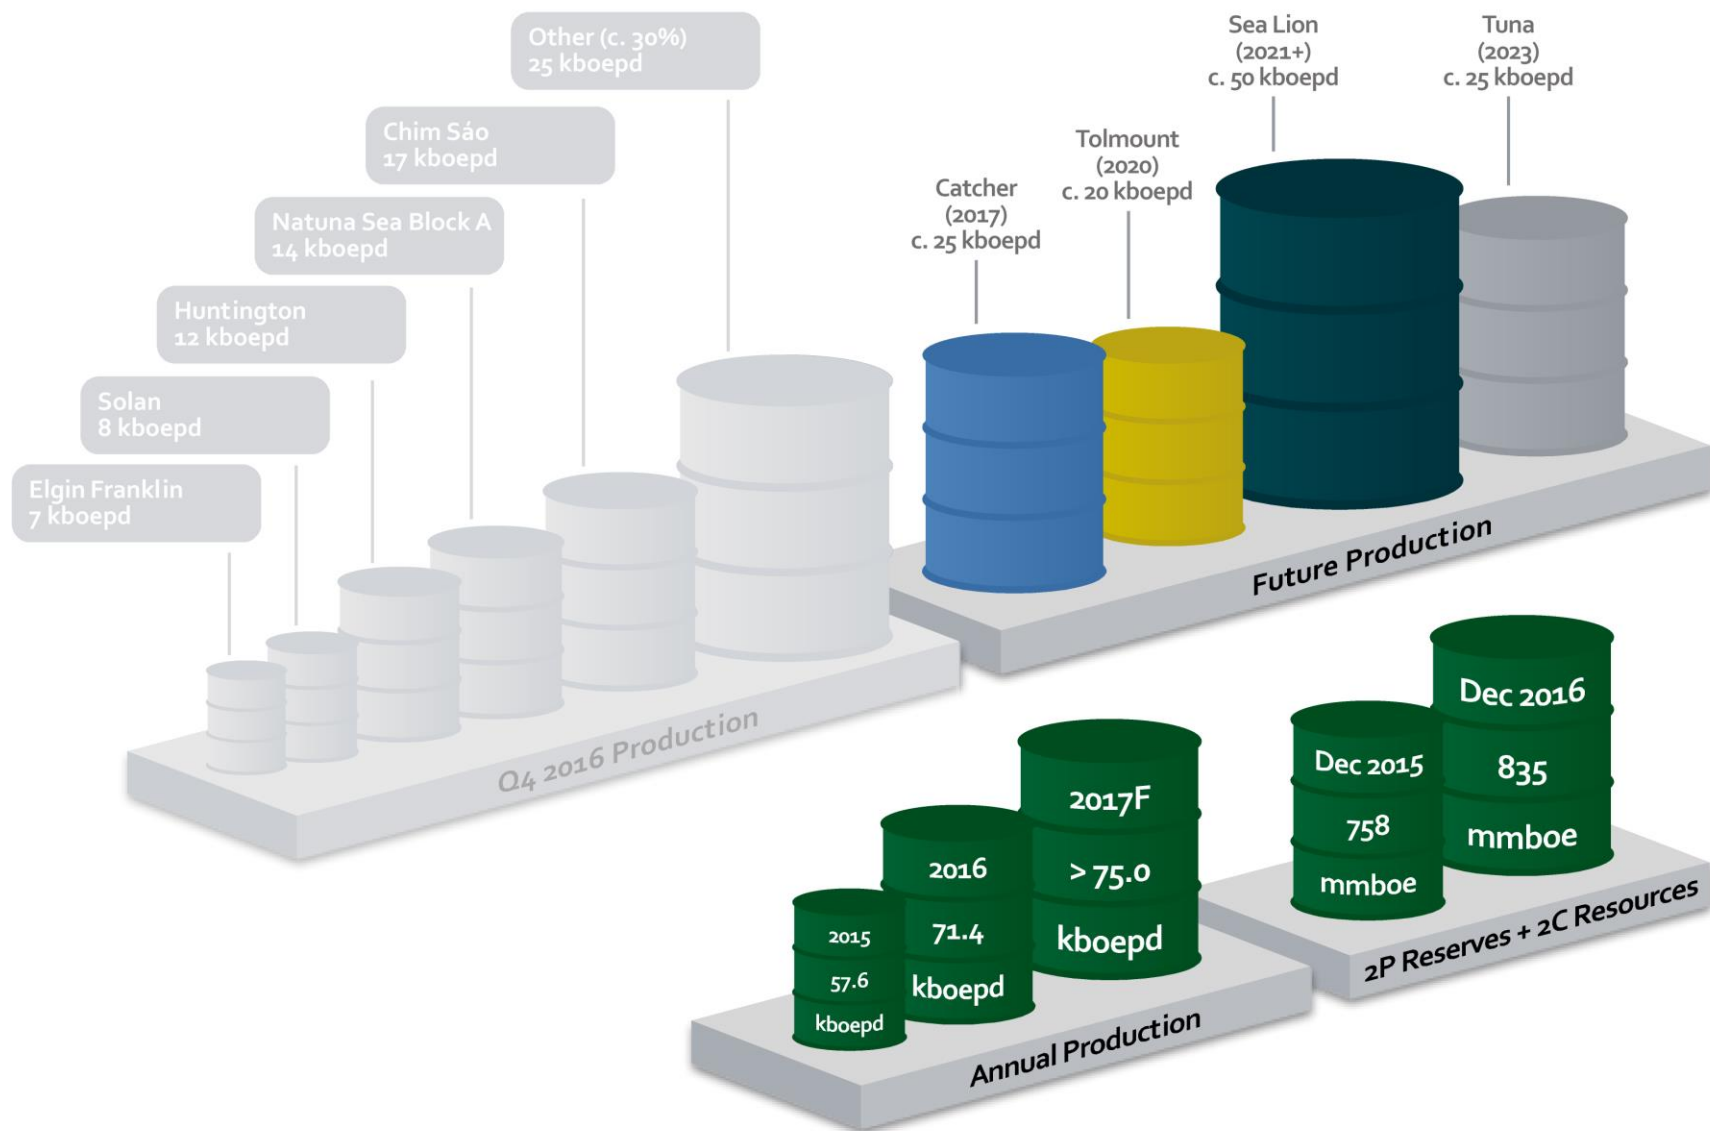 Other (c. 30%)
25 kboepd
Chim Sáo
17 kboepd
Natuna Sea Block A
14 kboepd
Huntington
12 kboepd
Solan
8 kboepd
Elgin Franklin
7 kboepd
Q4 2016 Production
Catcher
(2017)
c. 25 kboepd
Tolmount
(2020)
c. 20 kboepd
Sea Lion
(2021+)
c. 50 kboepd
Tuna
(2023)
c. 25 kboepd
Future Production
2015
57.6
kboepd
2016
71.4
kboepd
2017F
> 75.0
kboepd
Annual Production
Dec 2015
758
mmboe
Dec 2016
835
mmboe
2P Reserves + 2C Resources